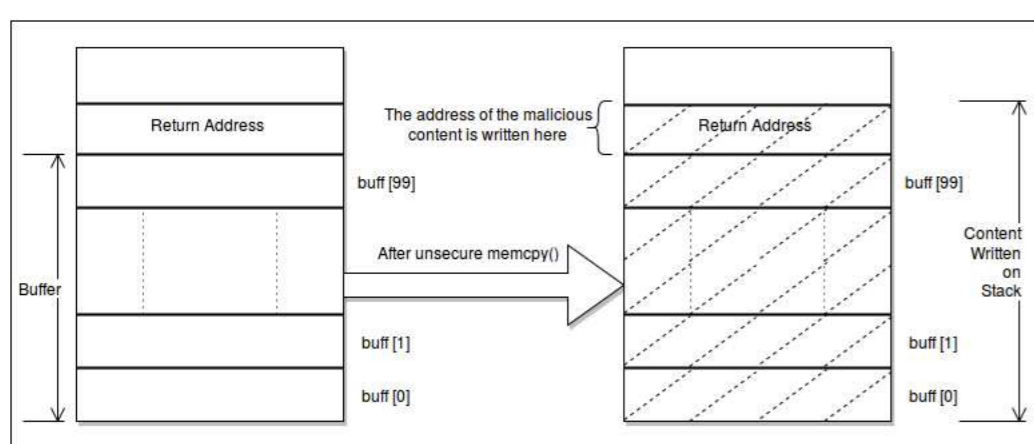 Return Address
buff [99]
Buffer
buff [1]
buff [0]
After unsecure memcpy()
The address of the malicious
content is written here
Return Address
buff [99]
Content
Written
on
Stack
buff [1]
buff [0]